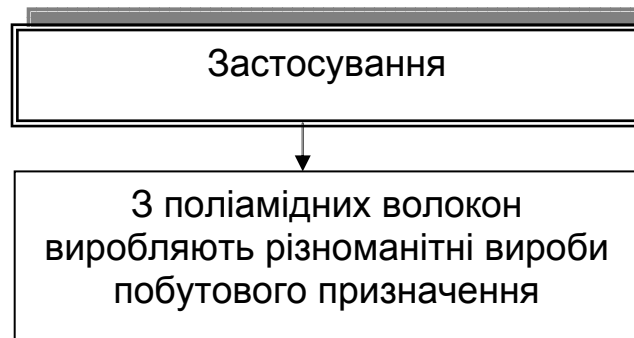 Застосування
З поліамідних волокон
виробляють різноманітні вироби
побутового призначення